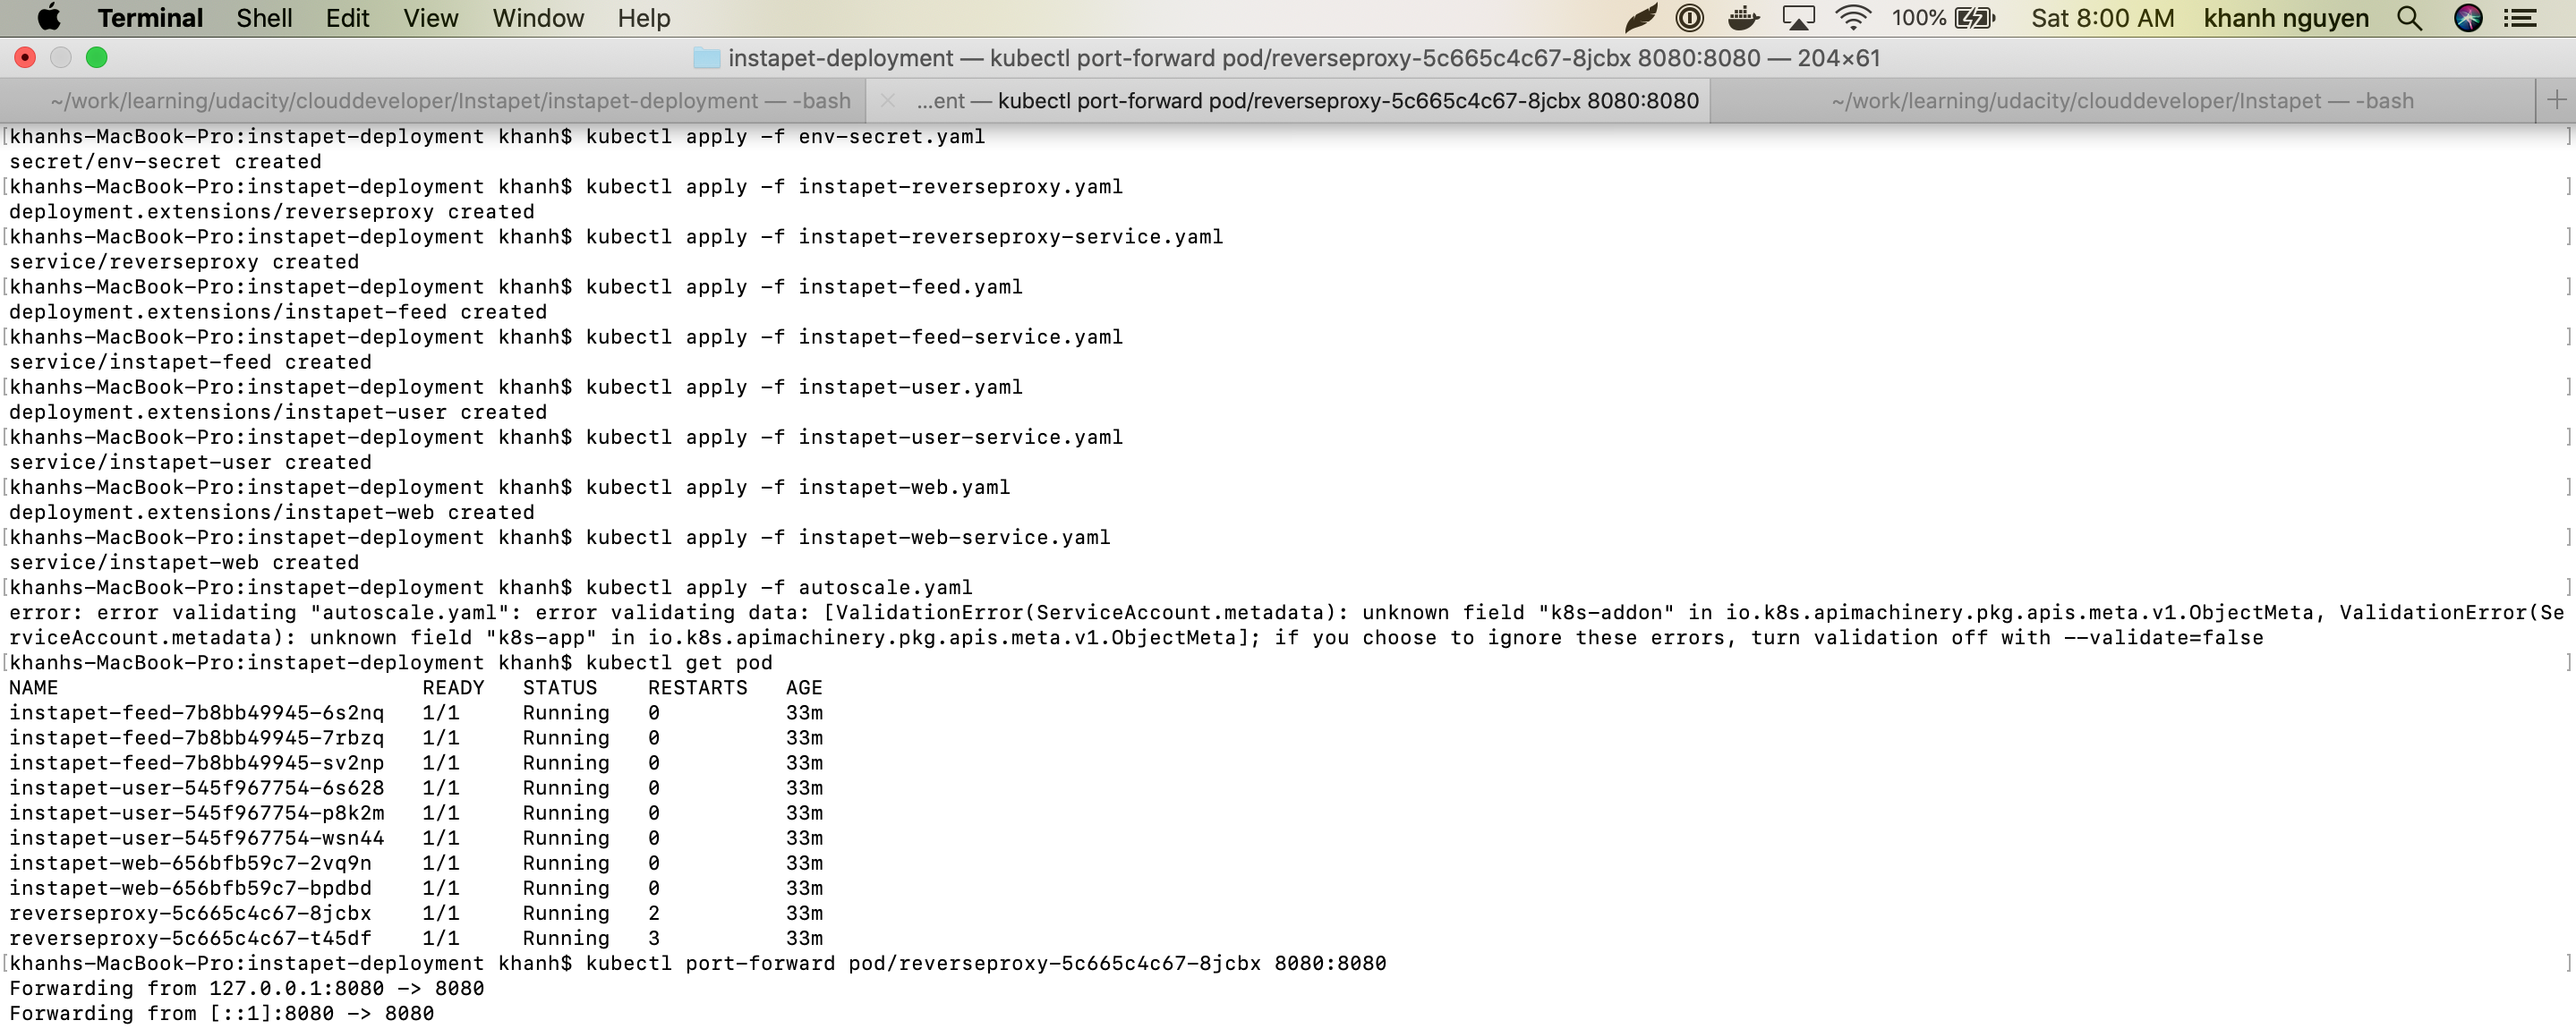 Terminal Shell Edit View Window Help 100% Sat 8:00 AM khanh nguyen
instapet-deployment — kubectl port-forward pod/reverseproxy-5c665c4c67-8jcbx 8080:8080 — 204×61
~/work/learning/udacity/clouddeveloper/Instapet/instapet-deployment — -bash ...ent — kubectl port-forward pod/reverseproxy-5c665c4c67-8jcbx 8080:8080 ~/work/learning/udacity/clouddeveloper/Instapet — -bash
[khanhs-MacBook-Pro:instapet-deployment khanh$ kubectl apply -f env-secret.yaml ]
secret/env-secret created
[khanhs-MacBook-Pro:instapet-deployment khanh$ kubectl apply -f instapet-reverseproxy.yaml ]
deployment.extensions/reverseproxy created
[khanhs-MacBook-Pro:instapet-deployment khanh$ kubectl apply -f instapet-reverseproxy-service.yaml ]
service/reverseproxy created
[khanhs-MacBook-Pro:instapet-deployment khanh$ kubectl apply -f instapet-feed.yaml ]
deployment.extensions/instapet-feed created
[khanhs-MacBook-Pro:instapet-deployment khanh$ kubectl apply -f instapet-feed-service.yaml ]
service/instapet-feed created
[khanhs-MacBook-Pro:instapet-deployment khanh$ kubectl apply -f instapet-user.yaml ]
deployment.extensions/instapet-user created
[khanhs-MacBook-Pro:instapet-deployment khanh$ kubectl apply -f instapet-user-service.yaml ]
service/instapet-user created
[khanhs-MacBook-Pro:instapet-deployment khanh$ kubectl apply -f instapet-web.yaml ]
deployment.extensions/instapet-web created
[khanhs-MacBook-Pro:instapet-deployment khanh$ kubectl apply -f instapet-web-service.yaml ]
service/instapet-web created
[khanhs-MacBook-Pro:instapet-deployment khanh$ kubectl apply -f autoscale.yaml ]
error: error validating "autoscale.yaml": error validating data: [ValidationError(ServiceAccount.metadata): unknown field "k8s-addon" in io.k8s.apimachinery.pkg.apis.meta.v1.ObjectMeta, ValidationError(Se
rviceAccount.metadata): unknown field "k8s-app" in io.k8s.apimachinery.pkg.apis.meta.v1.ObjectMeta]; if you choose to ignore these errors, turn validation off with --validate=false
[khanhs-MacBook-Pro:instapet-deployment khanh$ kubectl get pod ]
NAME READY STATUS RESTARTS AGE
instapet-feed-7b8bb49945-6s2nq 1/1 Running 0 33m
instapet-feed-7b8bb49945-7rbzq 1/1 Running 0 33m
instapet-feed-7b8bb49945-sv2np 1/1 Running 0 33m
instapet-user-545f967754-6s628 1/1 Running 0 33m
instapet-user-545f967754-p8k2m 1/1 Running 0 33m
instapet-user-545f967754-wsn44 1/1 Running 0 33m
instapet-web-656bfb59c7-2vq9n 1/1 Running 0 33m
instapet-web-656bfb59c7-bpdbd 1/1 Running 0 33m
reverseproxy-5c665c4c67-8jcbx 1/1 Running 2 33m
reverseproxy-5c665c4c67-t45df 1/1 Running 3 33m
[khanhs-MacBook-Pro:instapet-deployment khanh$ kubectl port-forward pod/reverseproxy-5c665c4c67-8jcbx 8080:8080 ]
Forwarding from 127.0.0.1:8080 -> 8080
Forwarding from [::1]:8080 -> 8080